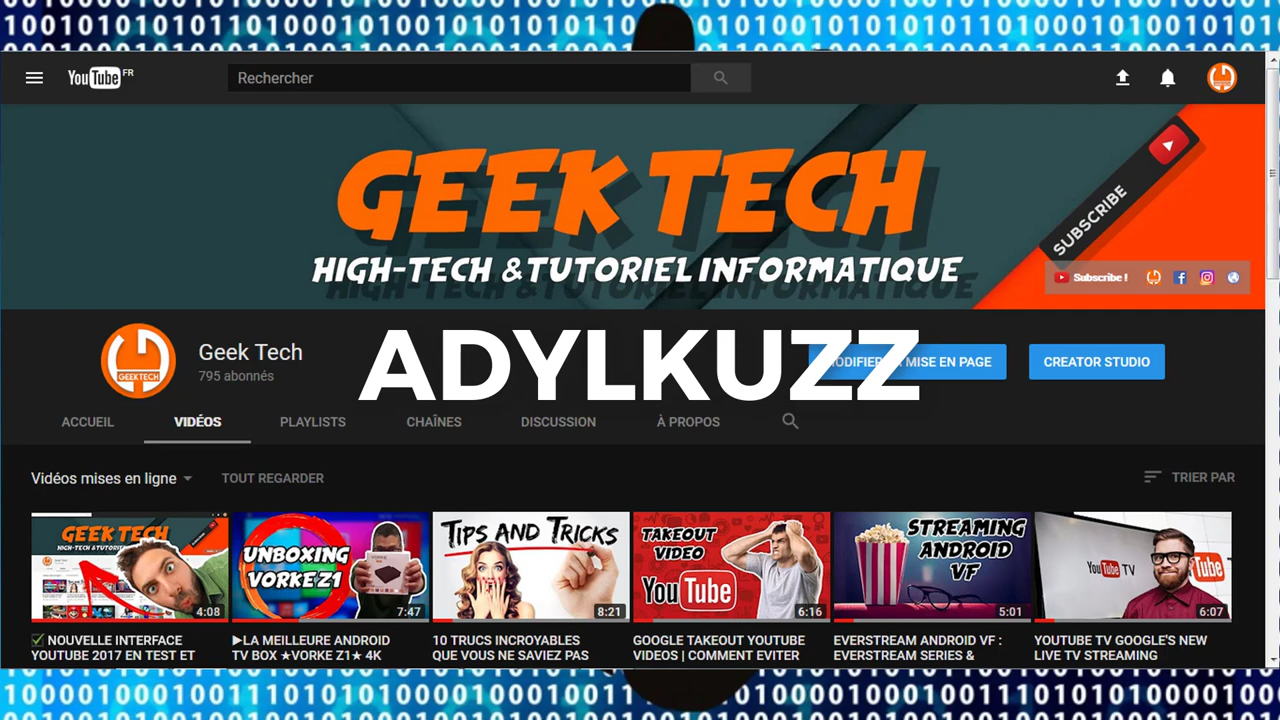 YouTube FR
Rechercher
GEEK TECH
HIGH-TECH & TUTORIEL INFORMATIQUE
SUBSCRIBE
Subscribe !
GEEKTECH
Geek Tech
795 abonnés
ADYLKUZZ
MISE EN PAGE
CREATOR STUDIO
ACCUEIL
VIDÉOS
PLAYLISTS
CHAÎNES
DISCUSSION
À PROPOS
Vidéos mises en ligne
TOUT REGARDER
TRIER PAR
GEEK TECH
4:08
UNBOXING
VORKE Z1
7:47
TIPS AND TRICKS
8:21
TAKEOUT
VIDEO
YouTube
6:16
STREAMING
ANDROID
VF
5:01
YouTube TV
6:07
NOUVELLE INTERFACE
YOUTUBE 2017 EN TEST ET
▶LA MEILLEURE ANDROID
TV BOX ★VORKE Z1★ 4K
10 TRUCS INCROYABLES
QUE VOUS NE SAVIEZ PAS
GOOGLE TAKEOUT YOUTUBE
VIDEOS | COMMENT EVITER
EVERSTREAM ANDROID VF :
EVERSTREAM SERIES &
YOUTUBE TV GOOGLE'S NEW
LIVE TV STREAMING